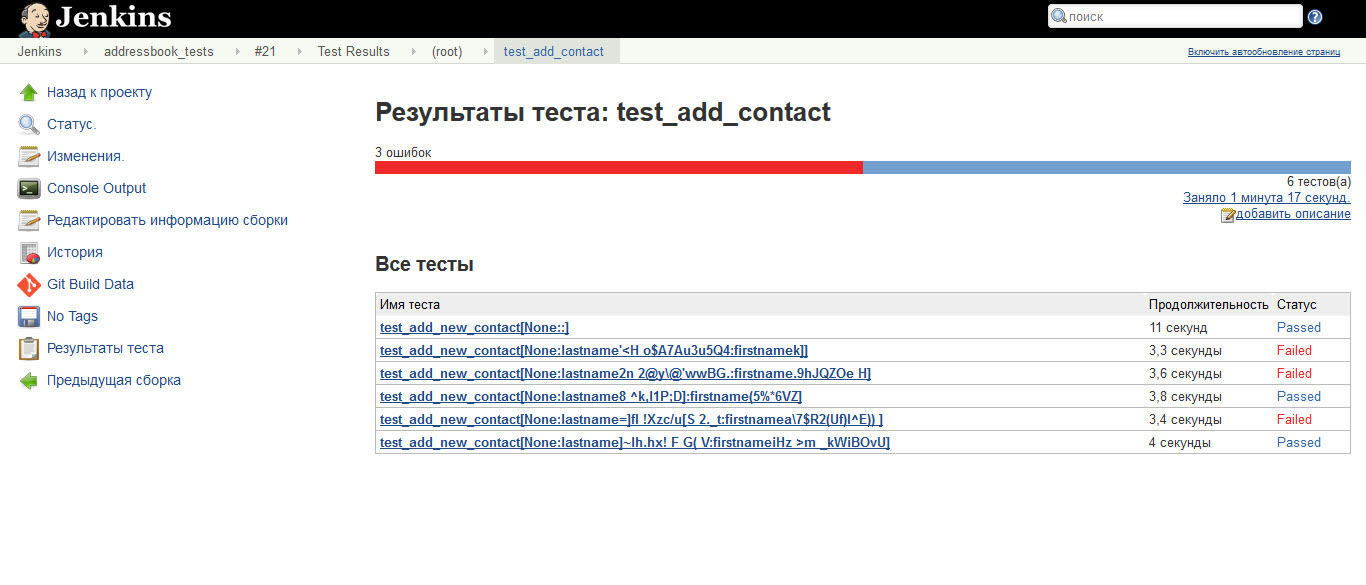 Jenkins
поиск
Jenkins addressbook_tests #21 Test Results (root) test_add_contact
Включить автообновление страниц
Назад к проекту
Статус.
Изменения.
Console Output
Редактировать информацию сборки
История
Git Build Data
No Tags
Результаты теста
Предыдущая сборка
Результаты теста: test_add_contact
3 ошибок
6 тестов(а)
Заняло 1 минута 17 секунд.
добавить описание
Все тесты
Имя теста Продолжительность Статус
test_add_new_contact[None::] 11 секунд Passed
test_add_new_contact[None:lastname'<H o$A7Au3u5Q4:firstnamek]] 3,3 секунды Failed
test_add_new_contact[None:lastname2n 2@y\@'wwBG.:firstname.9hJQZOe H] 3,6 секунды Failed
test_add_new_contact[None:lastname8 ^k,I1P;D]:firstname(5%*6VZ] 3,8 секунды Passed
test_add_new_contact[None:lastname=]fI !Xzc/u[S 2._t:firstnamea\7$R2(Uf)I^E)) ] 3,4 секунды Failed
test_add_new_contact[None:lastname]~Ih.hx! F G( V:firstnameiHz >m _kWiBOvU] 4 секунды Passed